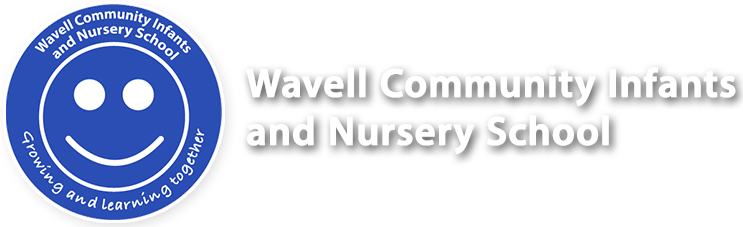 Wavell Community Infants
and Nursery School
Growing and learning together
Wavell Community Infants
and Nursery School